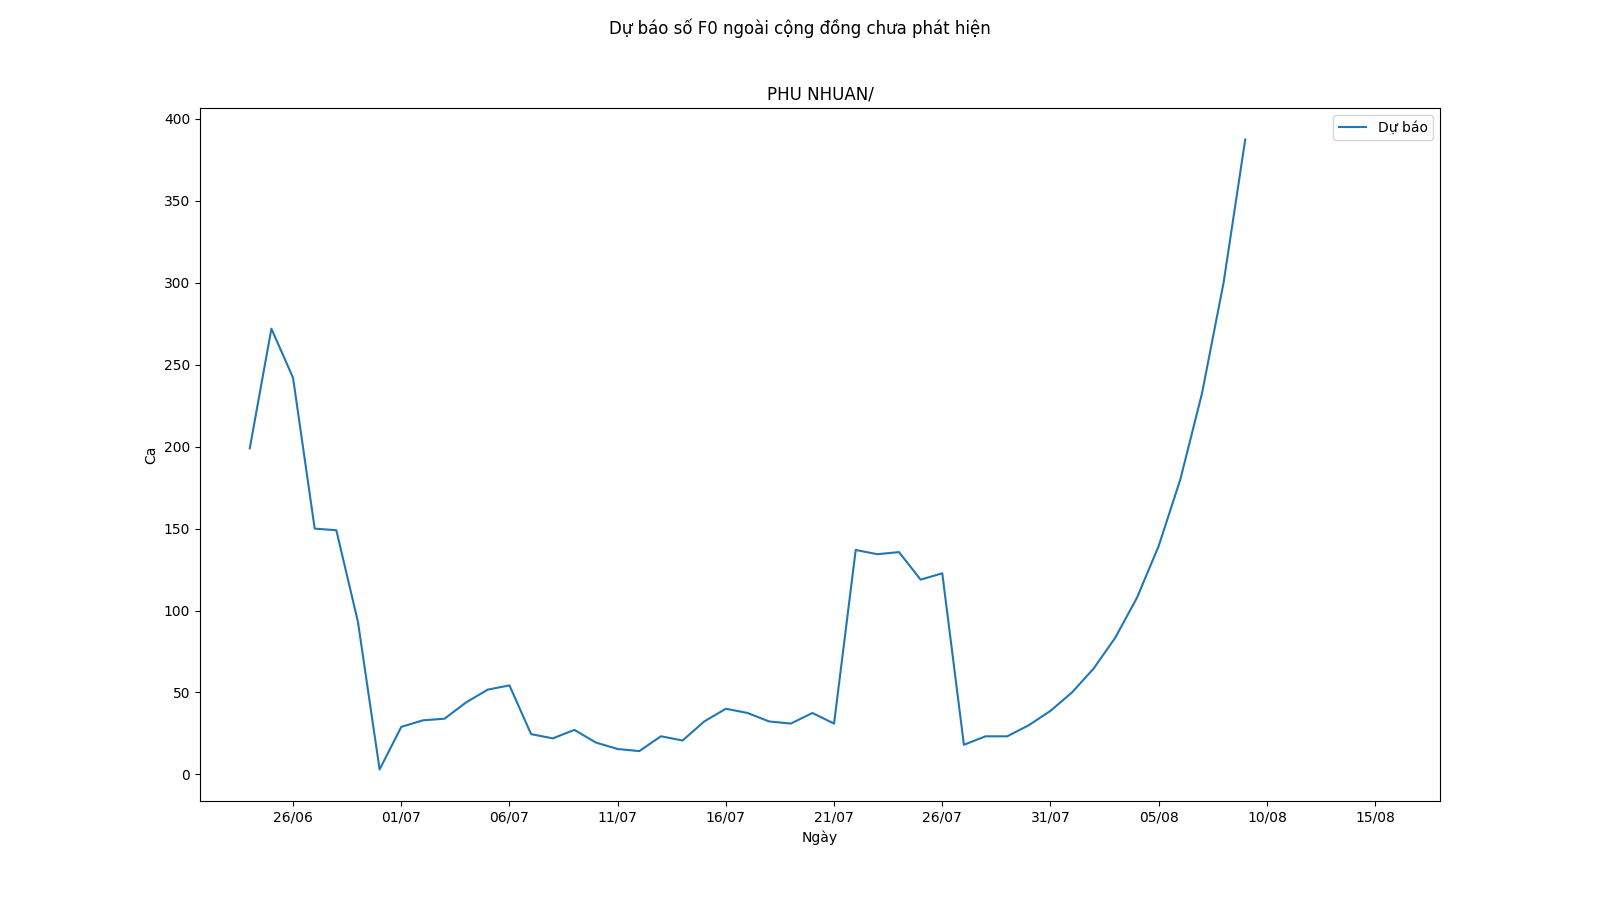 Dự báo số F0 ngoài cộng đồng chưa phát hiện
PHU NHUAN/
Dự báo
400
350
300
250
200
150
100
50
0
Ca
26/06 01/07 06/07 11/07 16/07 21/07 26/07 31/07 05/08 10/08 15/08
Ngày